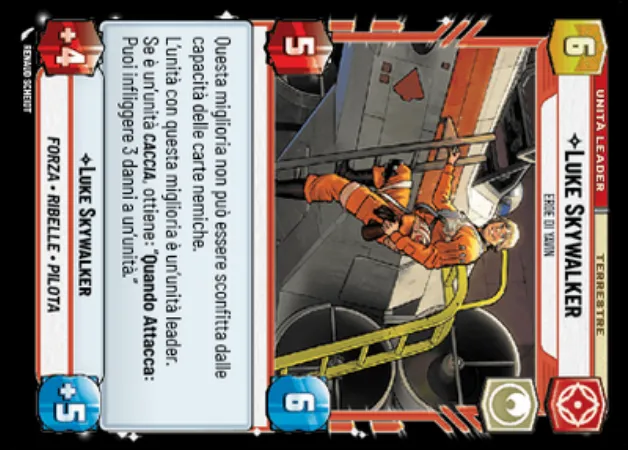 UNITÀ LEADER
TERRESTRE
6
LUKE SKYWALKER
EROE DI YAVIN
5
6
Questa miglioria non può essere sconfitta dalle
capacità delle carte nemiche.
L'unità con questa miglioria è un'unità leader.
Se è un'unità CACCIA, ottiene: "Quando Attacca:
Puoi infliggere 3 danni a un'unità."
+4
LUKE SKYWALKER
+5
FORZA • RIBELLE • PILOTA
RENAUD SCHEIDT